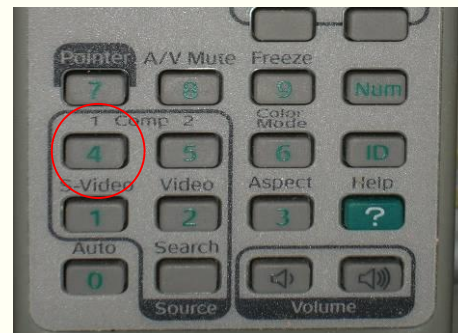 Pointer A/V Mute Freeze
7 8 9 Num
1 Comp 2 Color Mode
4 5 6 ID
S-Video Video Aspect Help
1 2 3 ?
Auto Search
0
Source Volume